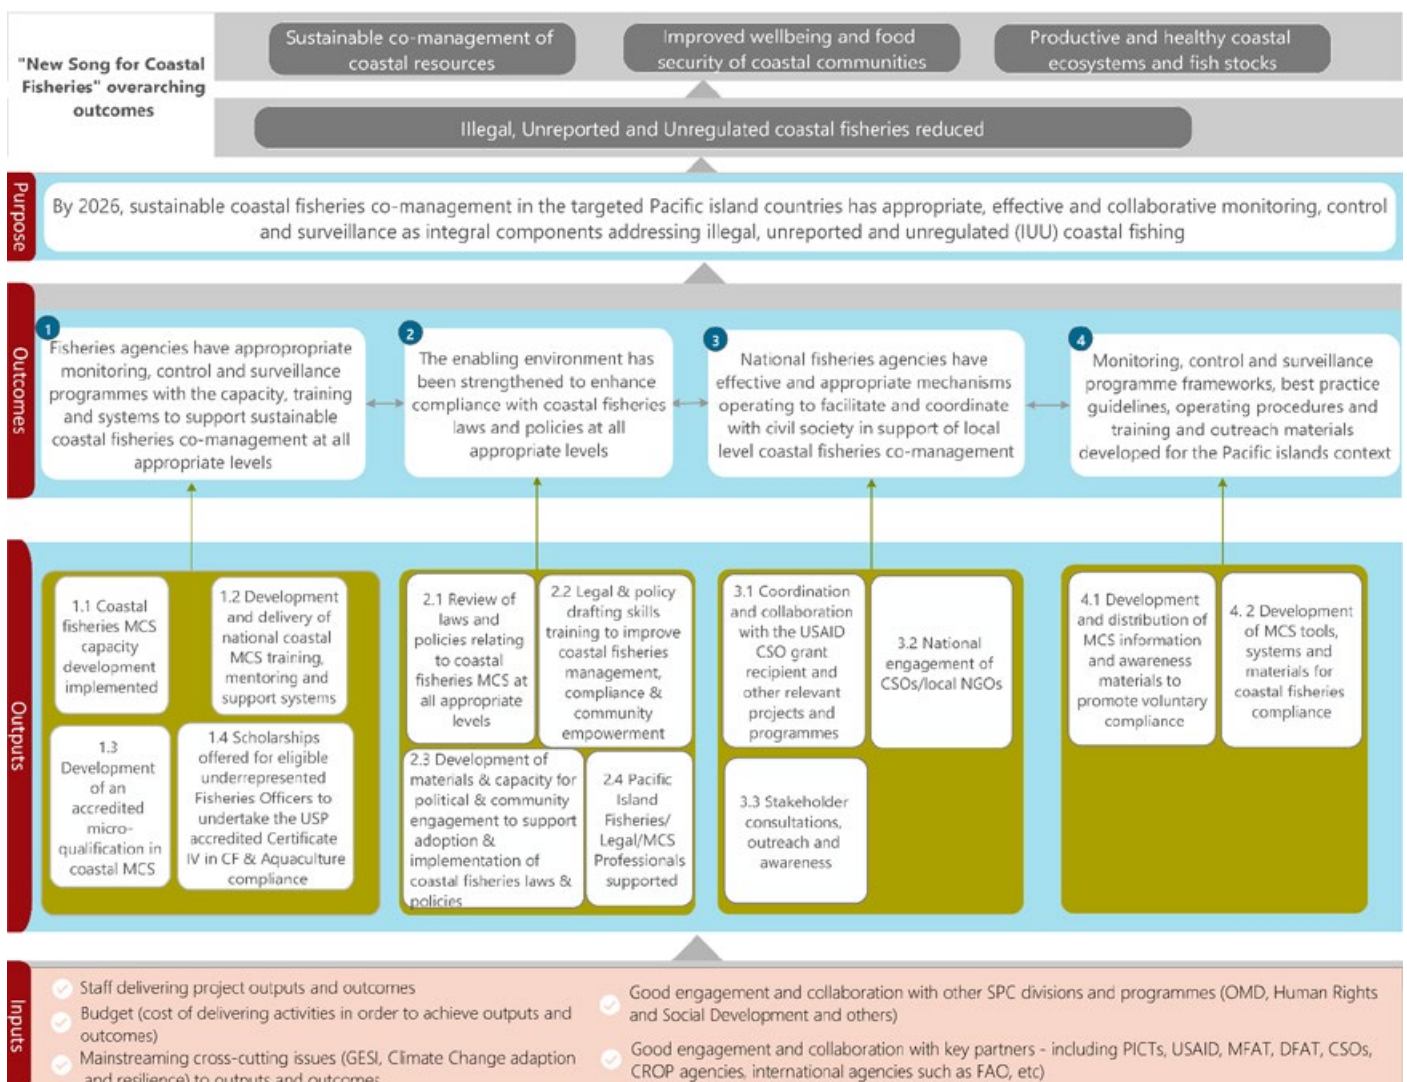 "New Song for Coastal
Fisheries" overarching
outcomes
Sustainable co-management of
coastal resources
Improved wellbeing and food
security of coastal communities
Productive and healthy coastal
ecosystems and fish stocks
Illegal, Unreported and Unregulated coastal fisheries reduced
Purpose
By 2026, sustainable coastal fisheries co-management in the targeted Pacific island countries has appropriate, effective and collaborative monitoring, control
and surveillance as integral components addressing illegal, unreported and unregulated (IUU) coastal fishing
Outcomes
1
Fisheries agencies have appropropriate
monitoring, control and surveillance
programmes with the capacity, training
and systems to support sustainable
coastal fisheries co-management at all
appropriate levels
2
The enabling environment has
been strengthened to enhance
compliance with coastal fisheries
laws and policies at all
appropriate levels
3
National fisheries agencies have
effective and appropriate mechanisms
operating to facilitate and coordinate
with civil society in support of local
level coastal fisheries co-management
4
Monitoring, control and surveillance
programme frameworks, best practice
guidelines, operating procedures and
training and outreach materials
developed for the Pacific islands context
Outputs
1.1 Coastal
fisheries MCS
capacity
development
implemented
1.2 Development
and delivery of
national coastal
MCS training,
mentoring and
support systems
1.3
Development
of an
accredited
micro-
qualification in
coastal MCS
1.4 Scholarships
offered for eligible
underrepresented
Fisheries Officers to
undertake the USP
accredited Certificate
IV in CF & Aquaculture
compliance
2.1 Review of
laws and
policies relating
to coastal
fisheries MCS at
all appropriate
levels
2.2 Legal & policy
drafting skills
training to improve
coastal fisheries
management,
compliance &
community
empowerment
2.3 Development of
materials & capacity for
political & community
engagement to support
adoption &
implementation of
coastal fisheries laws &
policies
2.4 Pacific
Island
Fisheries/
Legal/MCS
Professionals
supported
3.1 Coordination
and collaboration
with the USAID
CSO grant
recipient and
other relevant
projects and
programmes
3.2 National
engagement of
CSOs/local NGOs
3.3 Stakeholder
consultations,
outreach and
awareness
4.1 Development
and distribution of
MCS information
and awareness
materials to
promote voluntary
compliance
4. 2 Development
of MCS tools,
systems and
materials for
coastal fisheries
compliance
Inputs
Staff delivering project outputs and outcomes
Budget (cost of delivering activities in order to achieve outputs and
outcomes)
Mainstreaming cross-cutting issues (GESI, Climate Change adaption
and resilience) to outputs and outcomes
Good engagement and collaboration with other SPC divisions and programmes (OMD, Human Rights
and Social Development and others)
Good engagement and collaboration with key partners - including PICTs, USAID, MFAT, DFAT, CSOs,
CROP agencies, international agencies such as FAO, etc)